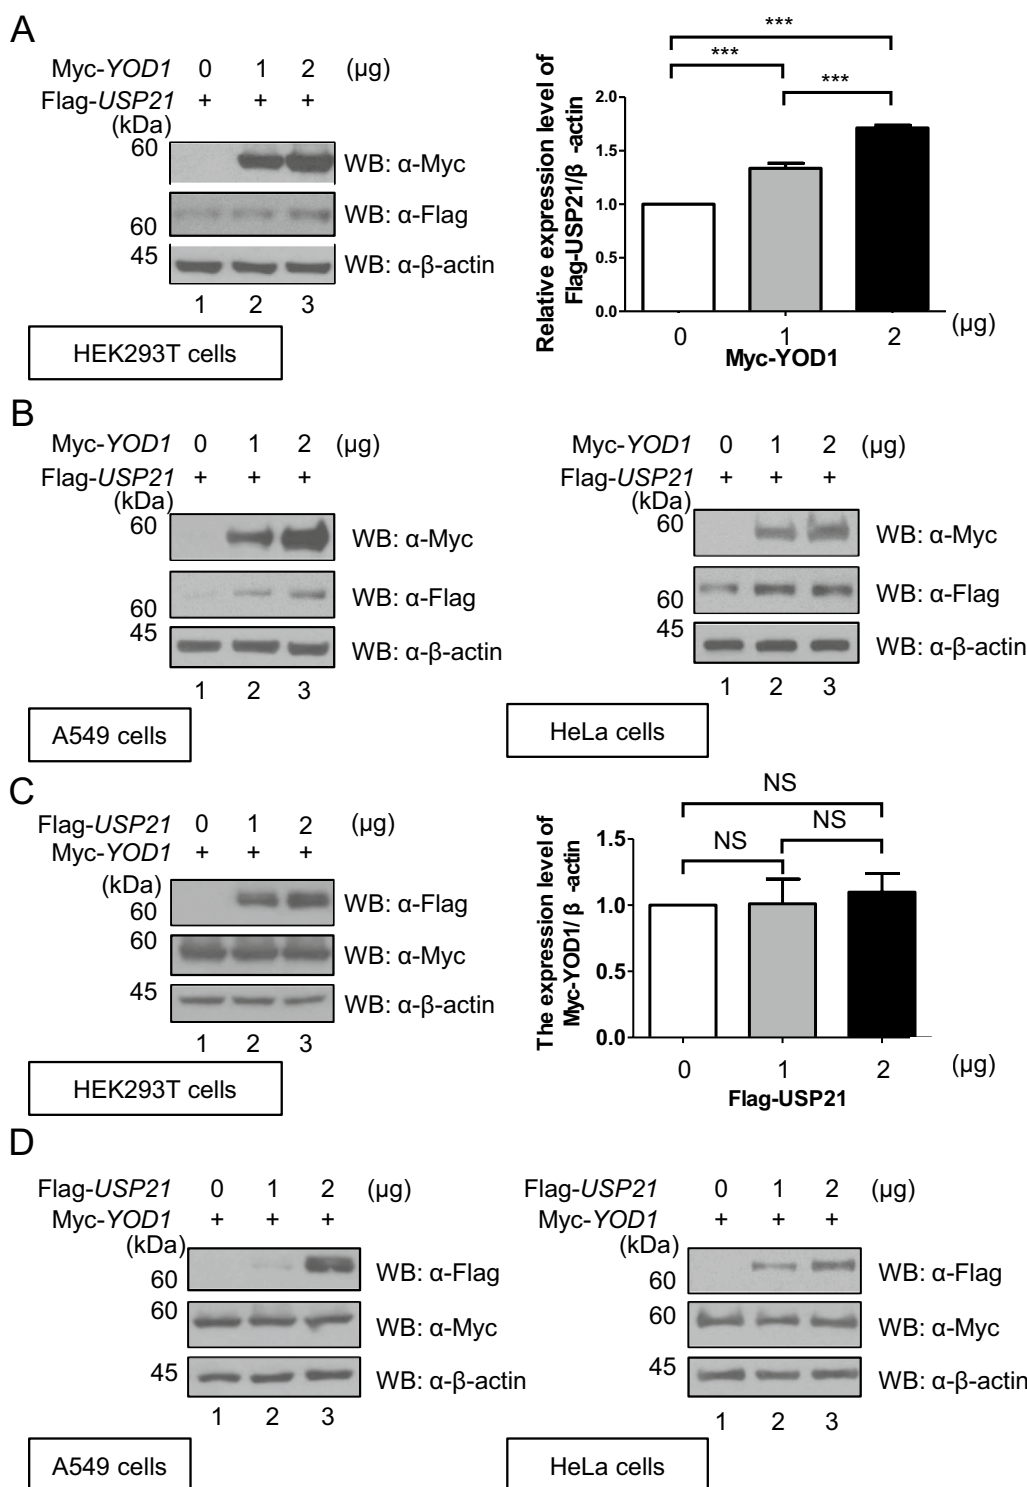 A
Myc-YOD1 0 1 2 (µg)
Flag-USP21 + + +
(kDa)
60 WB: α-Myc
60 WB: α-Flag
45 WB: α-β-actin
1 2 3
HEK293T cells
*** 
*** ***
Relative expression level of
Flag-USP21/β -actin
2.0
1.5
1.0
0.5
0.0
0 1 2 (µg)
Myc-YOD1
B
Myc-YOD1 0 1 2 (µg)
Flag-USP21 + + +
(kDa)
60 WB: α-Myc
60 WB: α-Flag
45 WB: α-β-actin
1 2 3
A549 cells
Myc-YOD1 0 1 2 (µg)
Flag-USP21 + + +
(kDa)
60 WB: α-Myc
60 WB: α-Flag
45 WB: α-β-actin
1 2 3
HeLa cells
C
Flag-USP21 0 1 2 (µg)
Myc-YOD1 + + +
(kDa)
60 WB: α-Flag
60 WB: α-Myc
45 WB: α-β-actin
1 2 3
HEK293T cells
NS
NS NS
The expression level of
Myc-YOD1/ β -actin
1.5
1.0
0.5
0.0
0 1 2 (µg)
Flag-USP21
D
Flag-USP21 0 1 2 (µg)
Myc-YOD1 + + +
(kDa)
60 WB: α-Flag
60 WB: α-Myc
45 WB: α-β-actin
1 2 3
A549 cells
Flag-USP21 0 1 2 (µg)
Myc-YOD1 + + +
(kDa)
60 WB: α-Flag
60 WB: α-Myc
45 WB: α-β-actin
1 2 3
HeLa cells